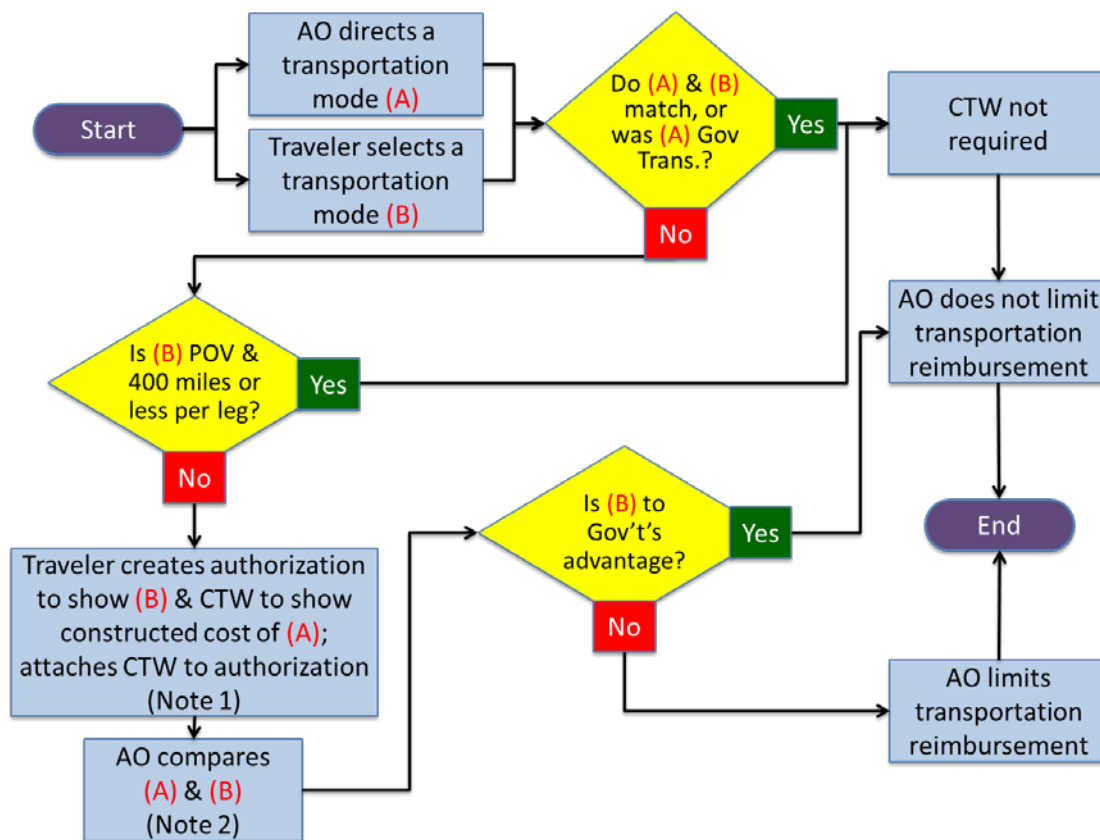 Start
AO directs a
transportation
mode (A)
Traveler selects a
transportation
mode (B)
Do (A) & (B)
match, or
was (A) Gov
Trans.?
Yes
No
CTW not
required
AO does not limit
transportation
reimbursement
Is (B) POV &
400 miles or
less per leg?
Yes
No
Traveler creates authorization
to show (B) & CTW to show
constructed cost of (A);
attaches CTW to authorization
(Note 1)
AO compares
(A) & (B)
(Note 2)
Is (B) to
Gov't's
advantage?
Yes
No
End
AO limits
transportation
reimbursement